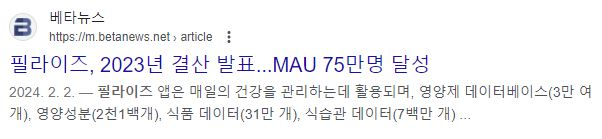 베타뉴스
https://m.betanews.net › article
필라이즈, 2023년 결산 발표...MAU 75만명 달성
2024. 2. 2. — 필라이즈 앱은 매일의 건강을 관리하는데 활용되며, 영양제 데이터베이스(3만 여
개), 영양성분(2천1백개), 식품 데이터(31만 개), 식습관 데이터(7백만 개) ...